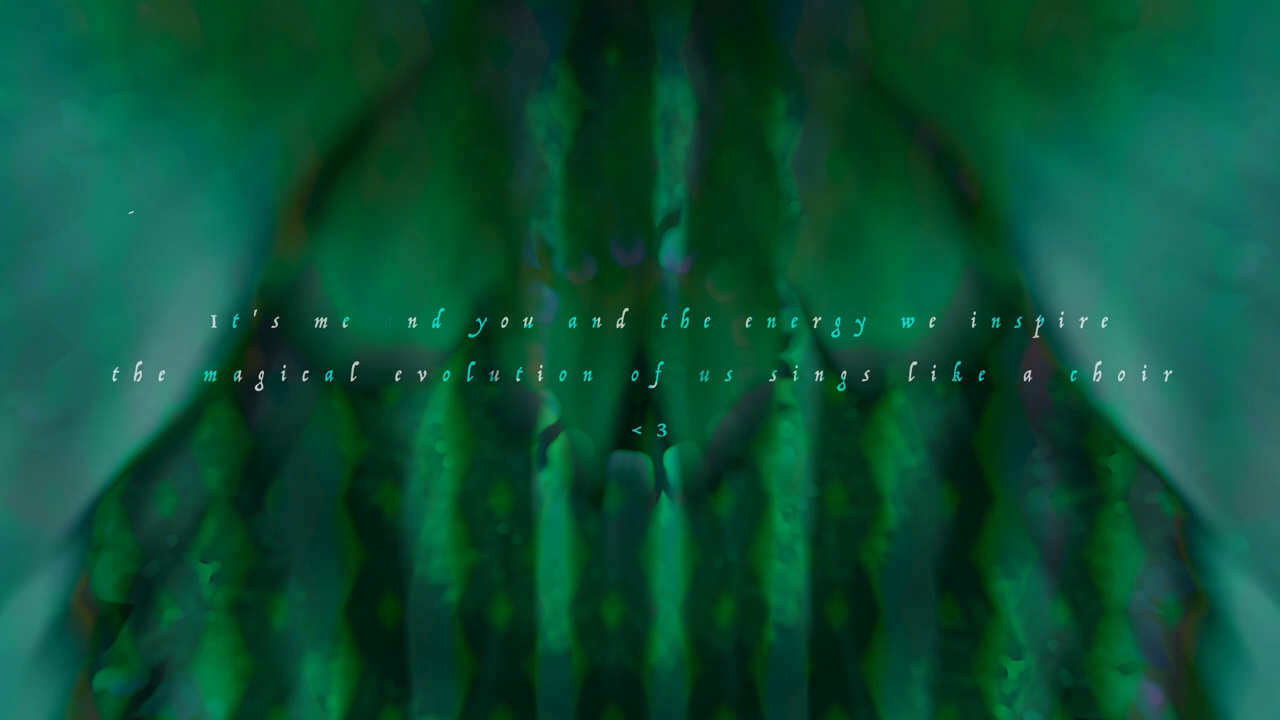 It's me and you and the energy we inspire
the magical evolution of us sings like a choir
<3